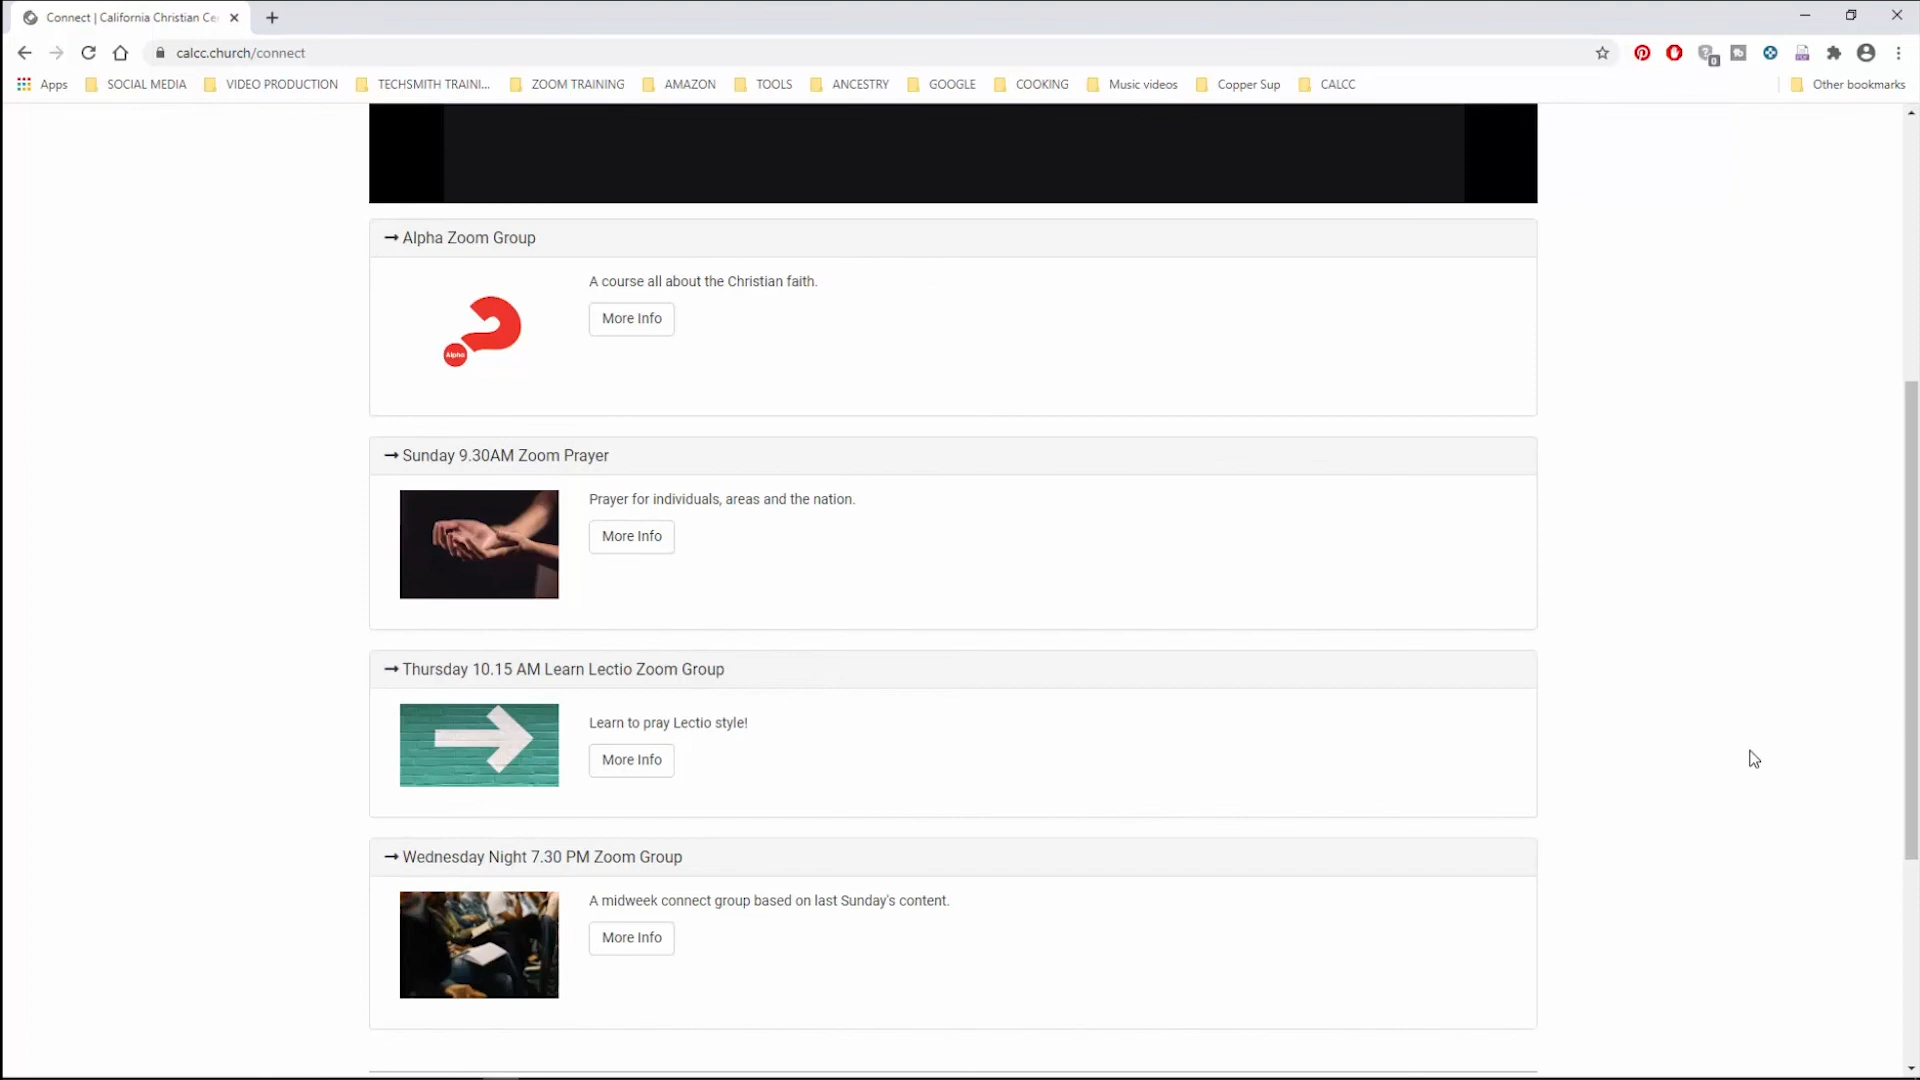 Connect | California Christian Ce
calcc.church/connect
Apps SOCIAL MEDIA VIDEO PRODUCTION TECHSMITH TRAINI... ZOOM TRAINING AMAZON TOOLS ANCESTRY GOOGLE COOKING Music videos Copper Sup CALCC Other bookmarks
Alpha Zoom Group
A course all about the Christian faith.
More Info
Alpha
Sunday 9.30AM Zoom Prayer
Prayer for individuals, areas and the nation.
More Info
Thursday 10.15 AM Learn Lectio Zoom Group
Learn to pray Lectio style!
More Info
Wednesday Night 7.30 PM Zoom Group
A midweek connect group based on last Sunday's content.
More Info